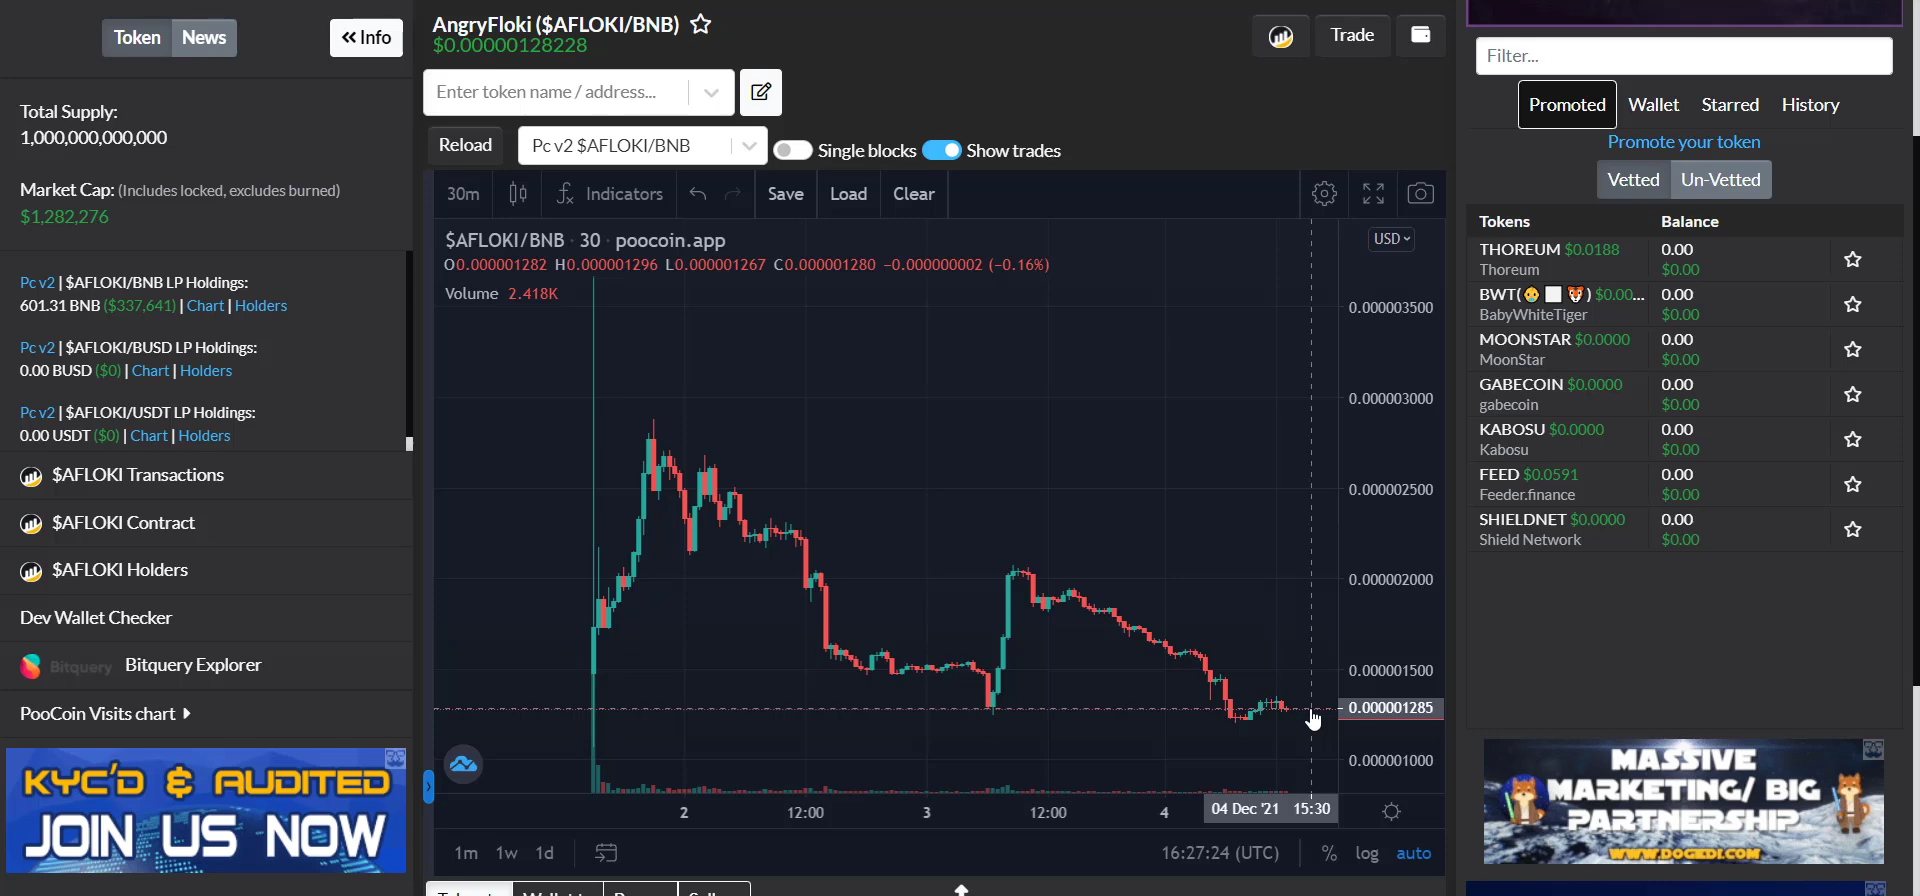 Token News
Info
Total Supply:
1,000,000,000,000
Market Cap: (Includes locked, excludes burned)
$1,282,276
Pc v2 | $AFLOKI/BNB LP Holdings:
601.31 BNB ($337,641) | Chart | Holders
Pc v2 | $AFLOKI/BUSD LP Holdings:
0.00 BUSD ($0) | Chart | Holders
Pc v2 | $AFLOKI/USDT LP Holdings:
0.00 USDT ($0) | Chart | Holders
$AFLOKI Transactions
$AFLOKI Contract
$AFLOKI Holders
Dev Wallet Checker
Bitquery Bitquery Explorer
PooCoin Visits chart
KYC'D & AUDITED
JOIN US NOW
AngryFloki ($AFLOKI/BNB)
$0.00000128228
Trade
Enter token name / address...
Reload
Pc v2 $AFLOKI/BNB
Single blocks
Show trades
30m
Indicators
Save
Load
Clear
$AFLOKI/BNB · 30 · poocoin.app
O0.000001282 H0.000001296 L0.000001267 C0.000001280 −0.000000002 (−0.16%)
Volume 2.418K
USD
0.000003500
0.000003000
0.000002500
0.000002000
0.000001500
0.000001285
0.000001000
2 12:00 3 12:00 4
04 Dec '21 15:30
1m 1w 1d
16:27:24 (UTC)
% log auto
Filter...
Promoted Wallet Starred History
Promote your token
Vetted Un-Vetted
Tokens Balance
THOREUM $0.0188 0.00
Thoreum $0.00
BWT( ) $0.00... 0.00
BabyWhiteTiger $0.00
MOONSTAR $0.0000 0.00
MoonStar $0.00
GABECOIN $0.0000 0.00
gabecoin $0.00
KABOSU $0.0000 0.00
Kabosu $0.00
FEED $0.0591 0.00
Feeder.finance $0.00
SHIELDNET $0.0000 0.00
Shield Network $0.00
MASSIVE
MARKETING/ BIG
PARTNERSHIP